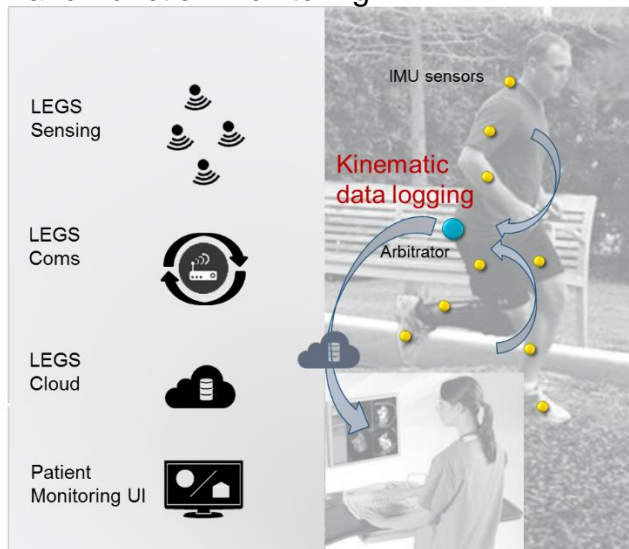 LEGS
Sensing
LEGS
Coms
LEGS
Cloud
Patient
Monitoring UI
IMU sensors
Kinematic
data logging
Arbitrator